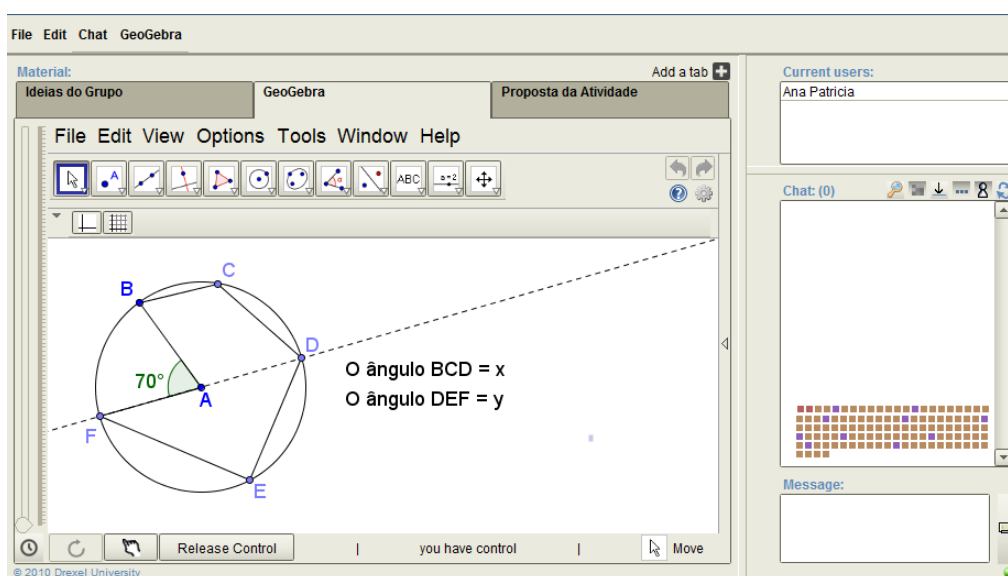 File Edit Chat GeoGebra
Material:
Add a tab
Ideias do Grupo
GeoGebra
Proposta da Atividade
File Edit View Options Tools Window Help
A
ABC
a=2
B
C
D
70°
A
F
E
O ângulo BCD = x
O ângulo DEF = y
Release Control
|
you have control
|
Move
© 2010 Drexel University
Current users:
Ana Patricia
Chat: (0)
Message: